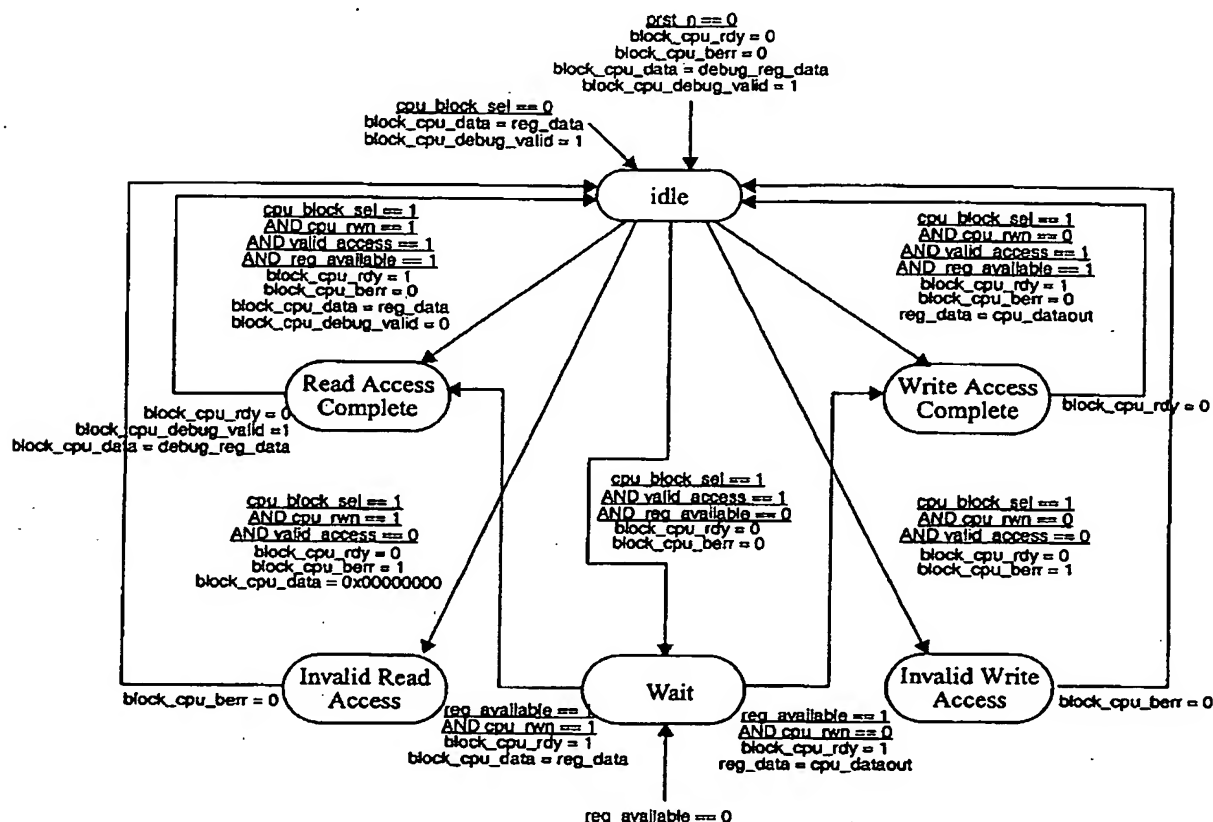 prst_n == 0
block_cpu_rdy = 0
block_cpu_berr = 0
block_cpu_data = debug_reg_data
block_cpu_debug_valid = 1
cpu_block_sel == 0
block_cpu_data = reg_data
block_cpu_debug_valid = 1
idle
cpu_block_sel == 1
AND cpu_rwn == 1
AND valid_access == 1
AND reg_available == 1
block_cpu_rdy = 1
block_cpu_berr = 0
block_cpu_data = reg_data
block_cpu_debug_valid = 0
cpu_block_sel == 1
AND cpu_rwn == 0
AND valid_access == 1
AND reg_available == 1
block_cpu_rdy = 1
block_cpu_berr = 0
reg_data = cpu_dataout
Read Access
Complete
Write Access
Complete
block_cpu_rdy = 0
block_cpu_debug_valid =1
block_cpu_data = debug_reg_data
block_cpu_rdy = 0
cpu_block_sel == 1
AND cpu_rwn == 1
AND valid_access == 0
block_cpu_rdy = 0
block_cpu_berr = 1
block_cpu_data = 0x00000000
cpu_block_sel == 1
AND valid_access == 1
AND reg_available == 0
block_cpu_rdy = 0
block_cpu_berr = 0
cpu_block_sel == 1
AND cpu_rwn == 0
AND valid_access == 0
block_cpu_rdy = 0
block_cpu_berr = 1
Invalid Read
Access
Wait
Invalid Write
Access
block_cpu_berr = 0
block_cpu_berr = 0
reg_available == 1
AND cpu_rwn == 1
block_cpu_rdy = 1
block_cpu_data = reg_data
reg_available == 1
AND cpu_rwn == 0
block_cpu_rdy = 1
reg_data = cpu_dataout
reg_available == 0